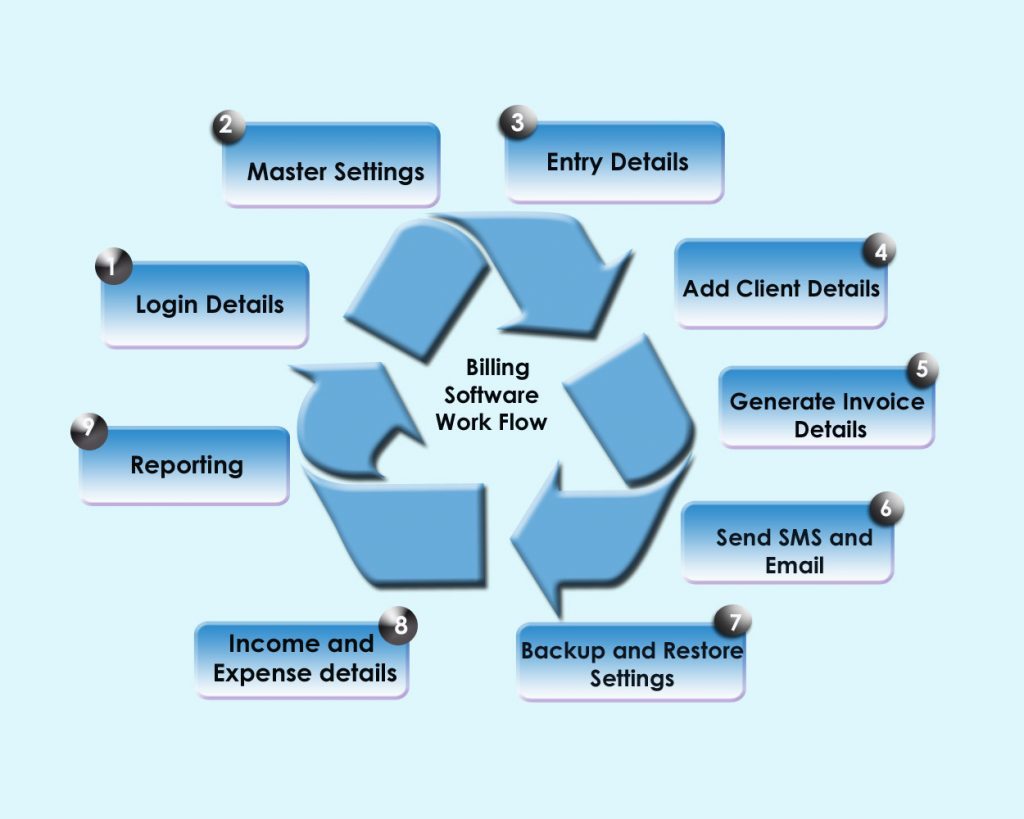 2
Master Settings
3
Entry Details
1
Login Details
4
Add Client Details
Billing
Software
Work Flow
5
Generate Invoice
Details
9
Reporting
6
Send SMS and
Email
8
Income and
Expense details
7
Backup and Restore
Settings